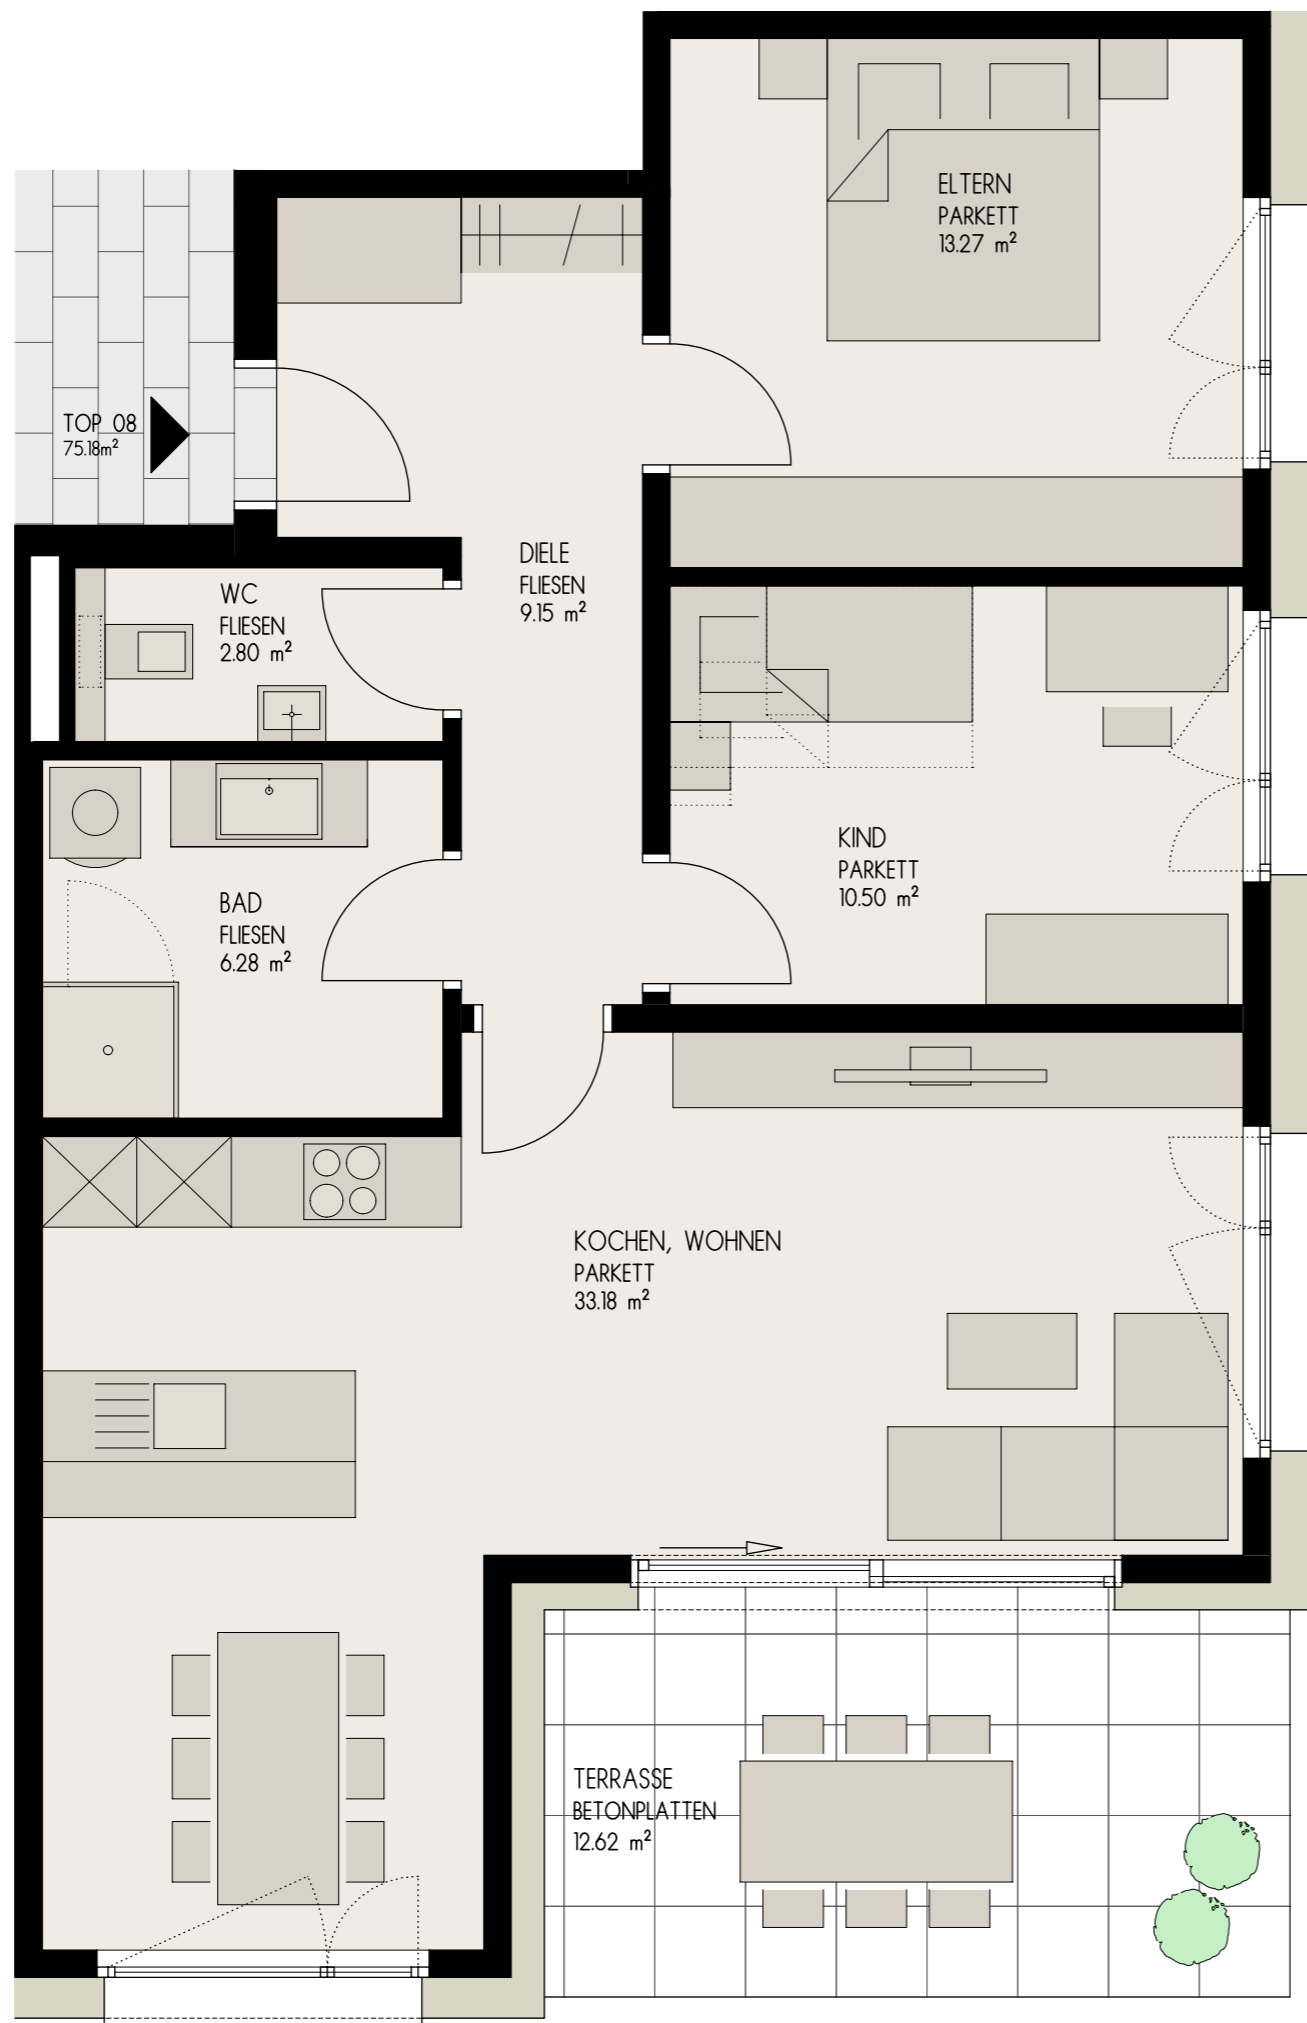 ELTERN
PARKETT
13.27 m²
TOP 08
75.18m²
DIELE
FLIESEN
9.15 m²
WC
FLIESEN
2.80 m²
KIND
PARKETT
10.50 m²
BAD
FLIESEN
6.28 m²
KOCHEN, WOHNEN
PARKETT
33.18 m²
TERRASSE
BETONPLATTEN
12.62 m²